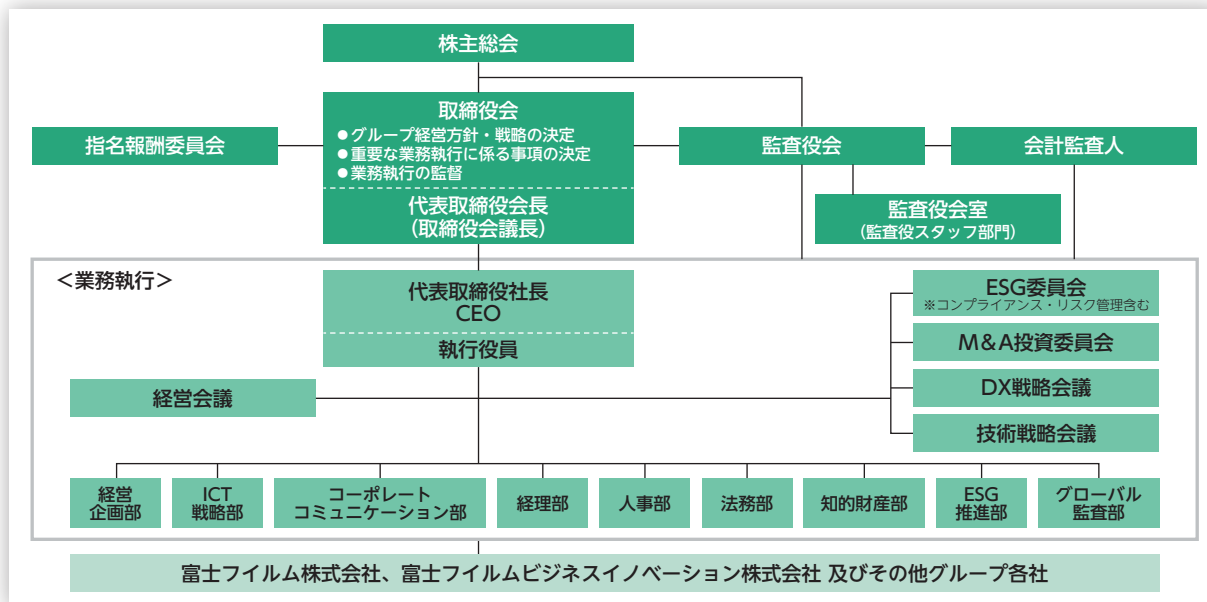 株主総会
取締役会
●グループ経営方針・戦略の決定
●重要な業務執行に係る事項の決定
●業務執行の監督
代表取締役会長
（取締役会議長）
指名報酬委員会
監査役会
会計監査人
監査役会室
（監査役スタッフ部門）
＜業務執行＞
代表取締役社長
CEO
執行役員
ESG委員会
※コンプライアンス・リスク管理含む
M&A投資委員会
DX戦略会議
技術戦略会議
経営会議
経営
企画部
ICT
戦略部
コーポレート
コミュニケーション部
経理部
人事部
法務部
知的財産部
ESG
推進部
グローバル
監査部
富士フイルム株式会社、富士フイルムビジネスイノベーション株式会社 及びその他グループ各社